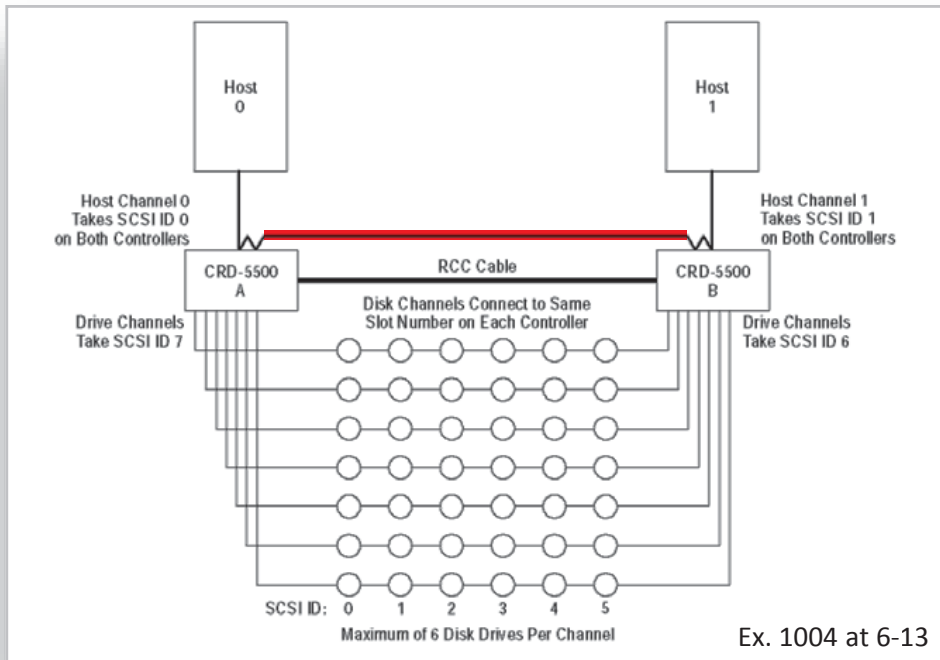 Host
0
Host
1
Host Channel 0
Takes SCSI ID 0
on Both Controllers
Host Channel 1
Takes SCSI ID 1
on Both Controllers
CRD-5500
A
RCC Cable
CRD-5500
B
Disk Channels Connect to Same
Slot Number on Each Controller
Drive Channels
Take SCSI ID 7
Drive Channels
Take SCSI ID 6
SCSI ID: 0 1 2 3 4 5
Maximum of 6 Disk Drives Per Channel
Ex. 1004 at 6-13